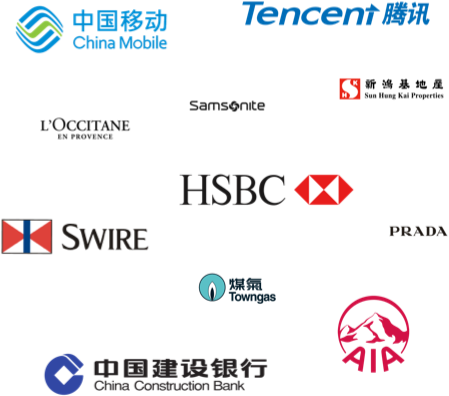 中国移动
China Mobile
Tencent 腾讯
新鴻基地產
Sun Hung Kai Properties
Samsonite
L'OCCITANE
EN PROVENCE
HSBC
SWIRE
PRADA
煤氣
Towngas
AIA
中国建设银行
China Construction Bank